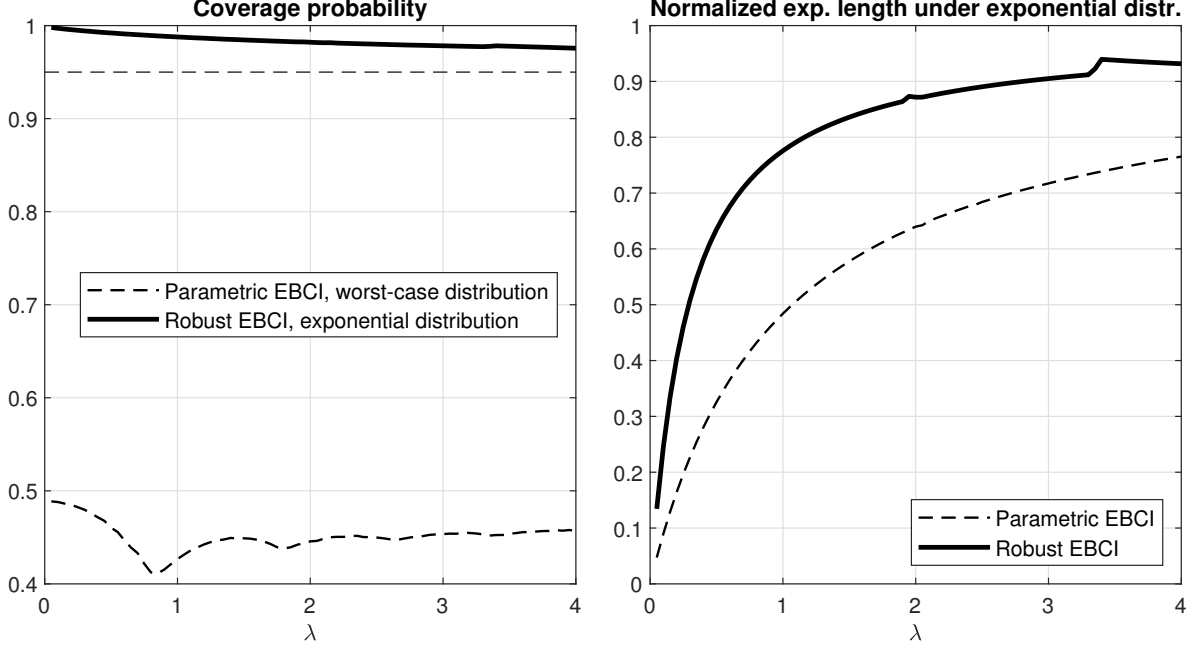 Coverage probability
1
0.9
0.8
0.7
0.6
0.5
0.4
0 1 2 3 4
λ
Parametric EBCI, worst-case distribution
Robust EBCI, exponential distribution
Normalized exp. length under exponential distr.
1
0.9
0.8
0.7
0.6
0.5
0.4
0.3
0.2
0.1
0
0 1 2 3 4
λ
Parametric EBCI
Robust EBCI